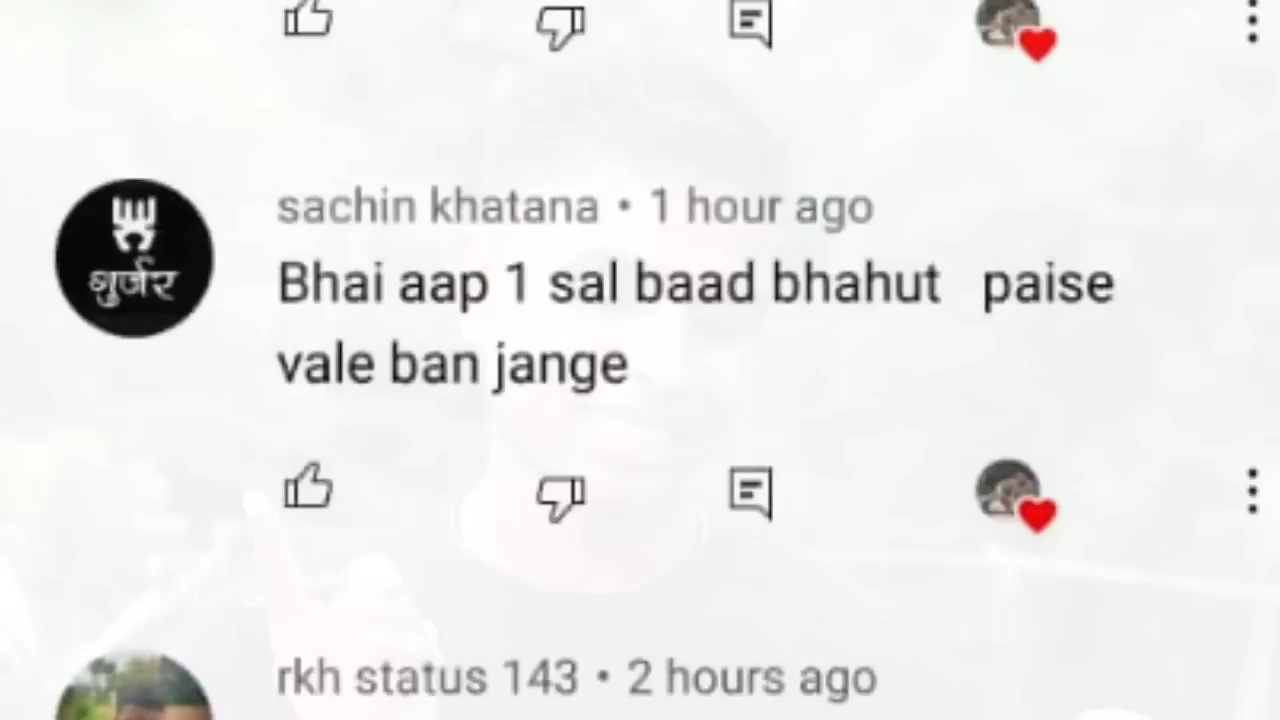 sachin khatana • 1 hour ago
गुर्जर
Bhai aap 1 sal baad bhahut paise
vale ban jange
rkh status 143 • 2 hours ago